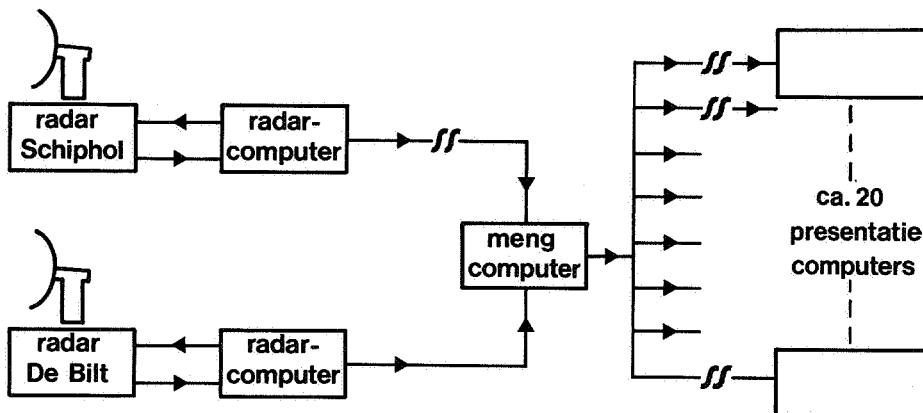 radar
Schiphol
radar-
computer
meng
computer
radar
De Bilt
radar-
computer
ca. 20
presentatie
computers